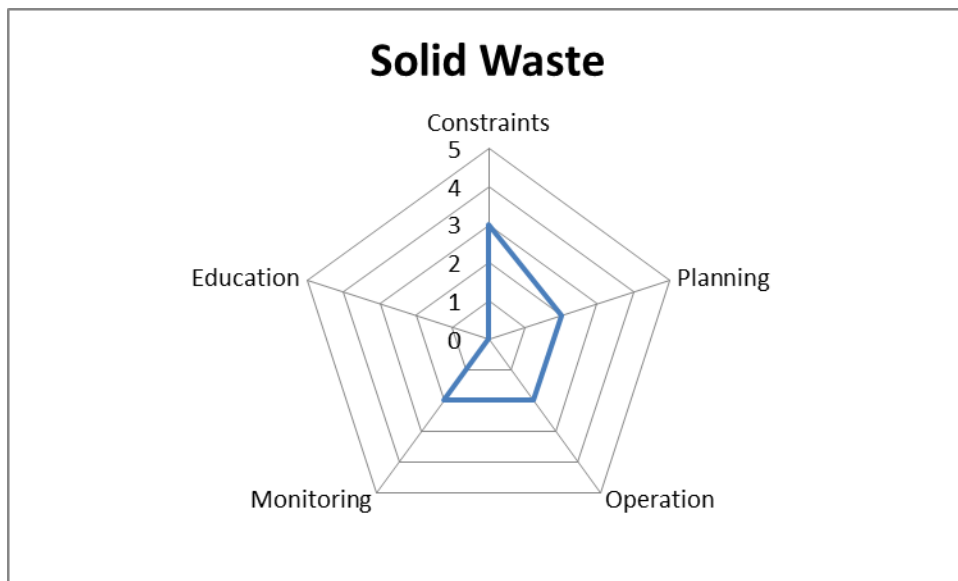 Solid Waste
Constraints
5
4
3
2
1
0
Planning
Operation
Monitoring
Education